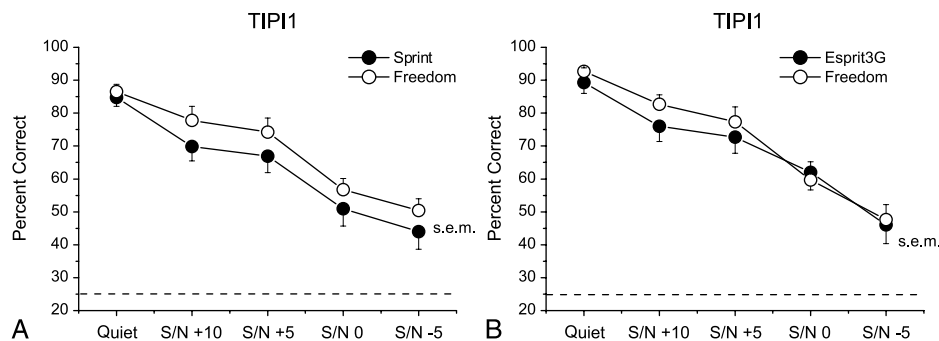 TIPI1
Sprint
Freedom
100
90
80
70
60
50
40
30
20
Percent Correct
s.e.m.
Quiet S/N +10 S/N +5 S/N 0 S/N -5
A
TIPI1
Esprit3G
Freedom
100
90
80
70
60
50
40
30
20
Percent Correct
s.e.m.
Quiet S/N +10 S/N +5 S/N 0 S/N -5
B